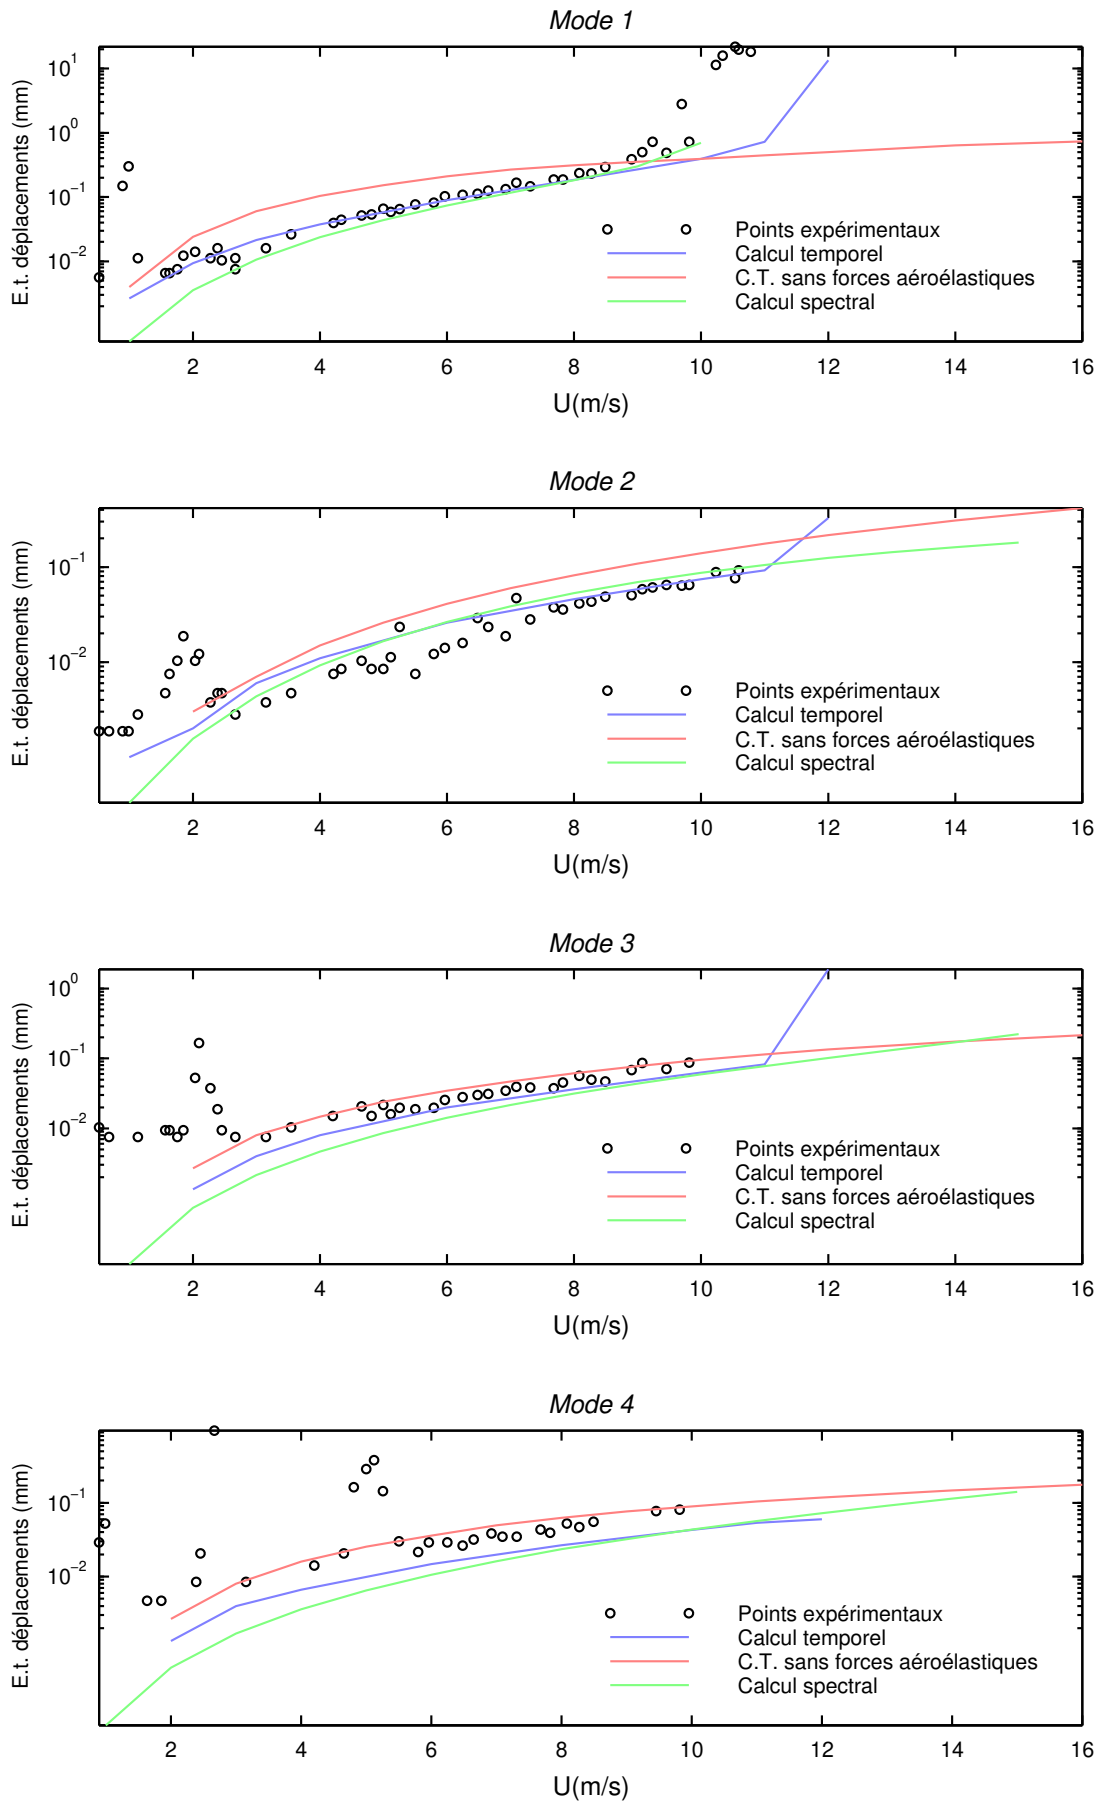 Mode 1
E.t. déplacements (mm)
10^1
10^0
10^−1
10^−2
Points expérimentaux
Calcul temporel
C.T. sans forces aéroélastiques
Calcul spectral
2 4 6 8 10 12 14 16
U(m/s)
Mode 2
E.t. déplacements (mm)
10^−1
10^−2
Points expérimentaux
Calcul temporel
C.T. sans forces aéroélastiques
Calcul spectral
2 4 6 8 10 12 14 16
U(m/s)
Mode 3
E.t. déplacements (mm)
10^0
10^−1
10^−2
Points expérimentaux
Calcul temporel
C.T. sans forces aéroélastiques
Calcul spectral
2 4 6 8 10 12 14 16
U(m/s)
Mode 4
E.t. déplacements (mm)
10^−1
10^−2
Points expérimentaux
Calcul temporel
C.T. sans forces aéroélastiques
Calcul spectral
2 4 6 8 10 12 14 16
U(m/s)